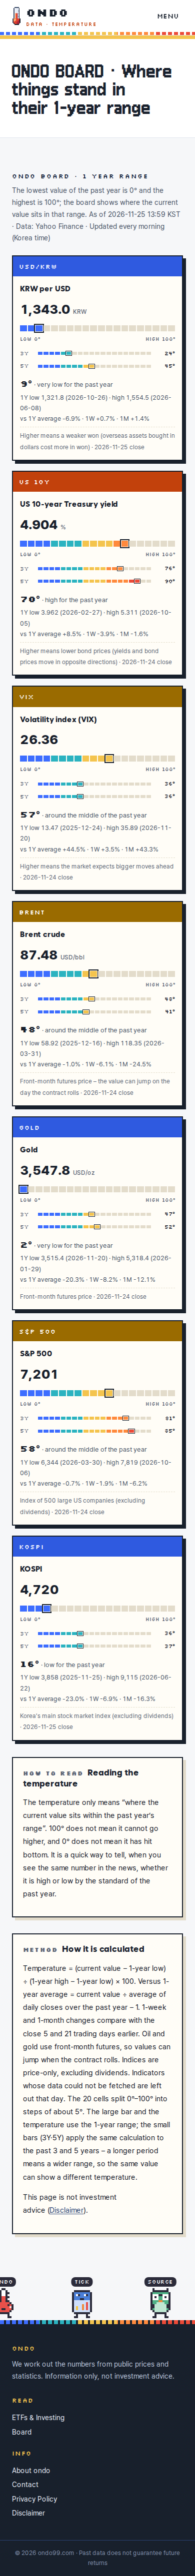 ONDO
DATA · TEMPERATURE
MENU
ONDO BOARD · Where
things stand in
their 1-year range
ONDO BOARD · 1 YEAR RANGE
The lowest value of the past year is 0° and the
highest is 100°; the board shows where the current
value sits in that range. As of 2026-11-25 13:59 KST
· Data: Yahoo Finance · Updated every morning
(Korea time)
USD/KRW
KRW per USD
1,343.0 KRW
LOW 0° HIGH 100°
3Y 29°
5Y 45°
9° · very low for the past year
1Y low 1,321.8 (2026-10-26) · high 1,554.5 (2026-
06-08)
vs 1Y average -6.9% · 1W +0.7% · 1M +1.4%
Higher means a weaker won (overseas assets bought in
dollars cost more in won) · 2026-11-25 close
US 10Y
US 10-year Treasury yield
4.904 %
LOW 0° HIGH 100°
3Y 76°
5Y 90°
70° · high for the past year
1Y low 3.962 (2026-02-27) · high 5.311 (2026-10-
05)
vs 1Y average +8.5% · 1W -3.9% · 1M -1.6%
Higher means lower bond prices (yields and bond
prices move in opposite directions) · 2026-11-24 close
VIX
Volatility index (VIX)
26.36
LOW 0° HIGH 100°
3Y 36°
5Y 36°
57° · around the middle of the past year
1Y low 13.47 (2025-12-24) · high 35.89 (2026-11-
20)
vs 1Y average +44.5% · 1W +3.5% · 1M +43.3%
Higher means the market expects bigger moves ahead
· 2026-11-24 close
BRENT
Brent crude
87.48 USD/bbl
LOW 0° HIGH 100°
3Y 45°
5Y 41°
48° · around the middle of the past year
1Y low 58.92 (2025-12-16) · high 118.35 (2026-
03-31)
vs 1Y average -1.0% · 1W -6.1% · 1M -24.5%
Front-month futures price – the value can jump on the
day the contract rolls · 2026-11-24 close
GOLD
Gold
3,547.8 USD/oz
LOW 0° HIGH 100°
3Y 47°
5Y 52°
2° · very low for the past year
1Y low 3,515.4 (2026-11-20) · high 5,318.4 (2026-
01-29)
vs 1Y average -20.3% · 1W -8.2% · 1M -12.1%
Front-month futures price · 2026-11-24 close
S&P 500
S&P 500
7,201
LOW 0° HIGH 100°
3Y 81°
5Y 85°
58° · around the middle of the past year
1Y low 6,344 (2026-03-30) · high 7,819 (2026-10-
06)
vs 1Y average -0.7% · 1W -1.9% · 1M -6.2%
Index of 500 large US companies (excluding
dividends) · 2026-11-24 close
KOSPI
KOSPI
4,720
LOW 0° HIGH 100°
3Y 36°
5Y 37°
16° · low for the past year
1Y low 3,858 (2025-11-25) · high 9,115 (2026-06-
22)
vs 1Y average -23.0% · 1W -6.9% · 1M -16.3%
Korea's main stock market index (excluding dividends)
· 2026-11-25 close
HOW TO READ Reading the
temperature
The temperature only means "where the
current value sits within the past year's
range". 100° does not mean it cannot go
higher, and 0° does not mean it has hit
bottom. It is a quick way to tell, when you
see the same number in the news, whether
it is high or low by the standard of the
past year.
METHOD How it is calculated
Temperature = (current value – 1-year low)
÷ (1-year high – 1-year low) × 100. Versus 1-
year average = current value ÷ average of
daily closes over the past year – 1. 1-week
and 1-month changes compare with the
close 5 and 21 trading days earlier. Oil and
gold use front-month futures, so values can
jump when the contract rolls. Indices are
price-only, excluding dividends. Indicators
whose data could not be fetched are left
out that day. The 20 cells split 0°–100° into
steps of about 5°. The large bar and the
temperature use the 1-year range; the small
bars (3Y·5Y) apply the same calculation to
the past 3 and 5 years – a longer period
means a wider range, so the same value
can show a different temperature.
This page is not investment
advice (Disclaimer).
NDO
TICK
SOURCE
ONDO
We work out the numbers from public prices and
statistics. Information only, not investment advice.
READ
ETFs & Investing
Board
INFO
About ondo
Contact
Privacy Policy
Disclaimer
© 2026 ondo99.com · Past data does not guarantee future
returns